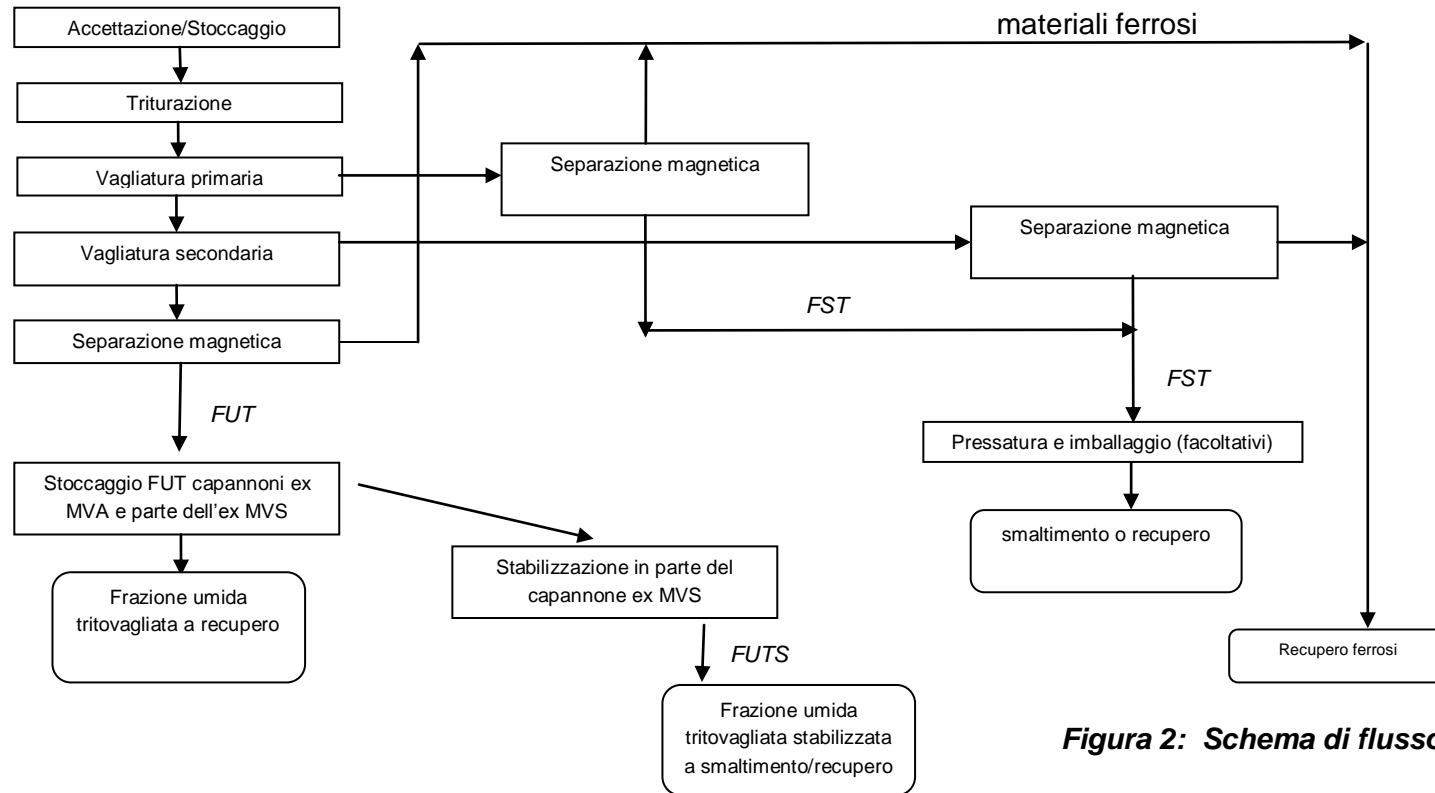 Accettazione/Stoccaggio
materiali ferrosi
Triturazione
Vagliatura primaria
Separazione magnetica
Vagliatura secondaria
Separazione magnetica
Separazione magnetica
FST
FUT
FST
Pressatura e imballaggio (facoltativi)
Stoccaggio FUT capannoni ex
MVA e parte dell'ex MVS
smaltimento o recupero
Stabilizzazione in parte del
capannone ex MVS
Frazione umida
tritovagliata a recupero
FUTS
Recupero ferrosi
Frazione umida
tritovagliata stabilizzata
a smaltimento/recupero
Figura 2: Schema di flusso